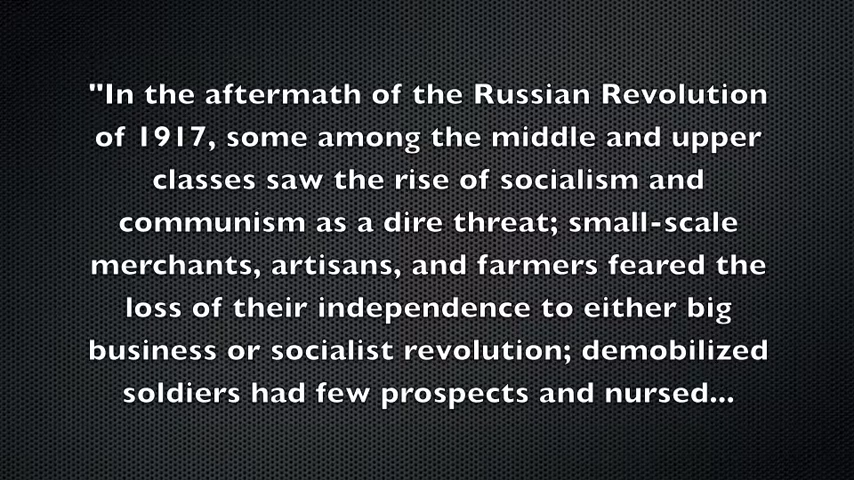 "In the aftermath of the Russian Revolution
of 1917, some among the middle and upper
classes saw the rise of socialism and
communism as a dire threat; small-scale
merchants, artisans, and farmers feared the
loss of their independence to either big
business or socialist revolution; demobilized
soldiers had few prospects and nursed...